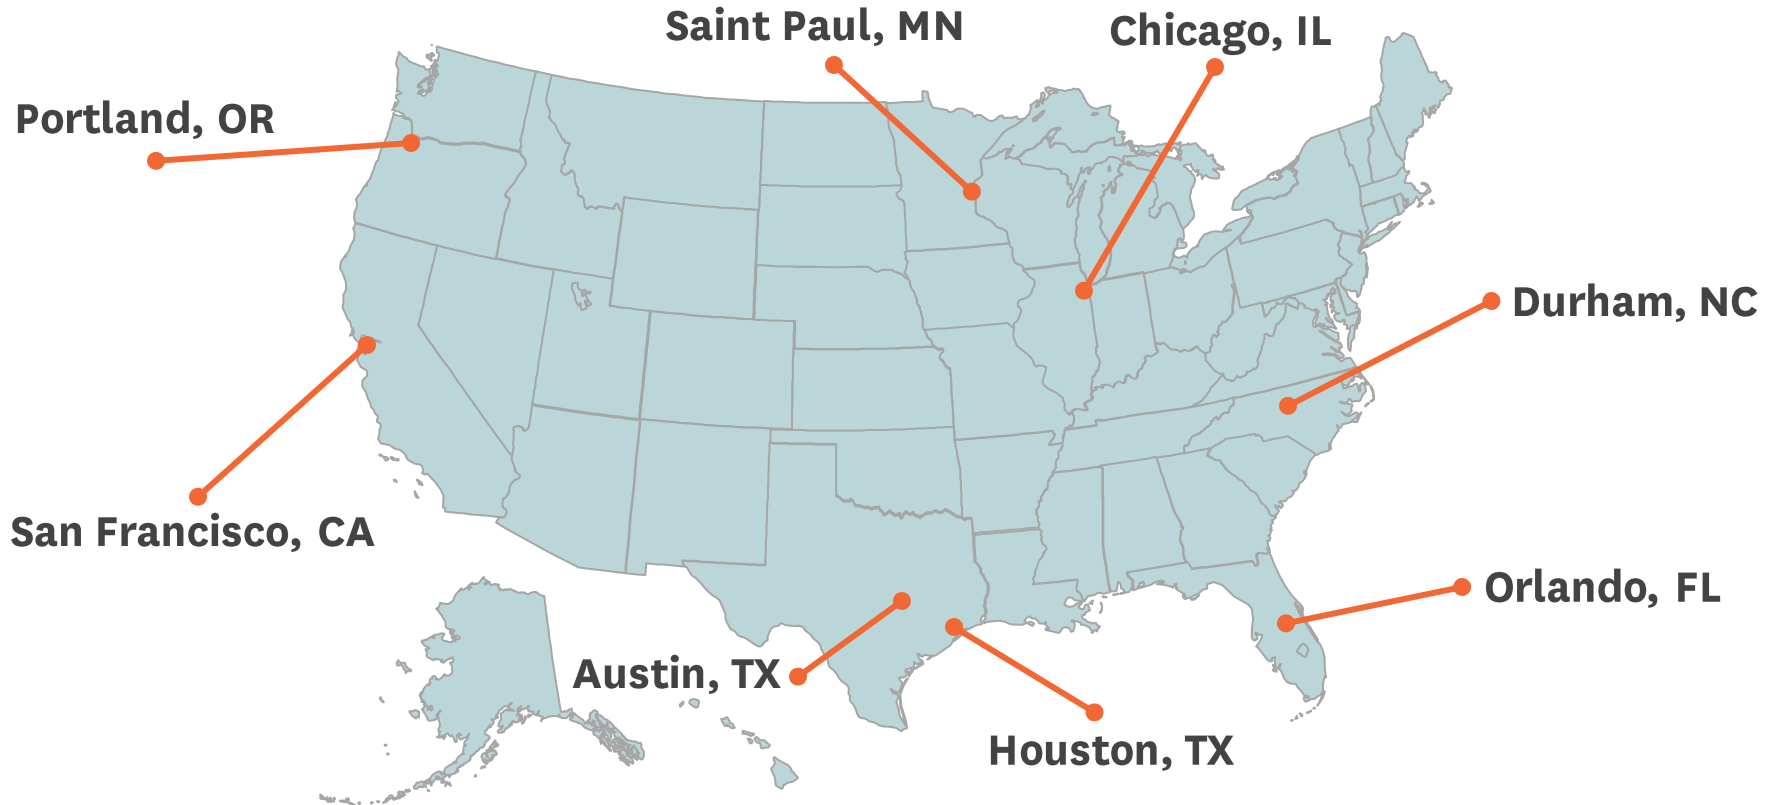 Saint Paul, MN
Chicago, IL
Portland, OR
Durham, NC
San Francisco, CA
Orlando, FL
Austin, TX
Houston, TX